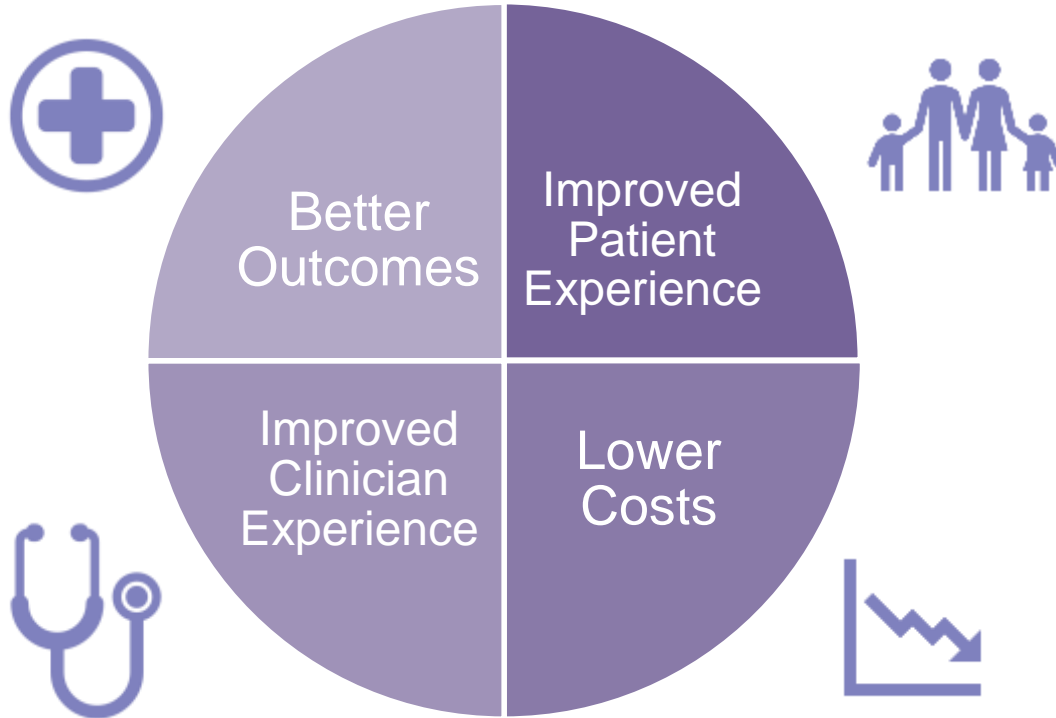 Better
Outcomes
Improved
Patient
Experience
Improved
Clinician
Experience
Lower
Costs